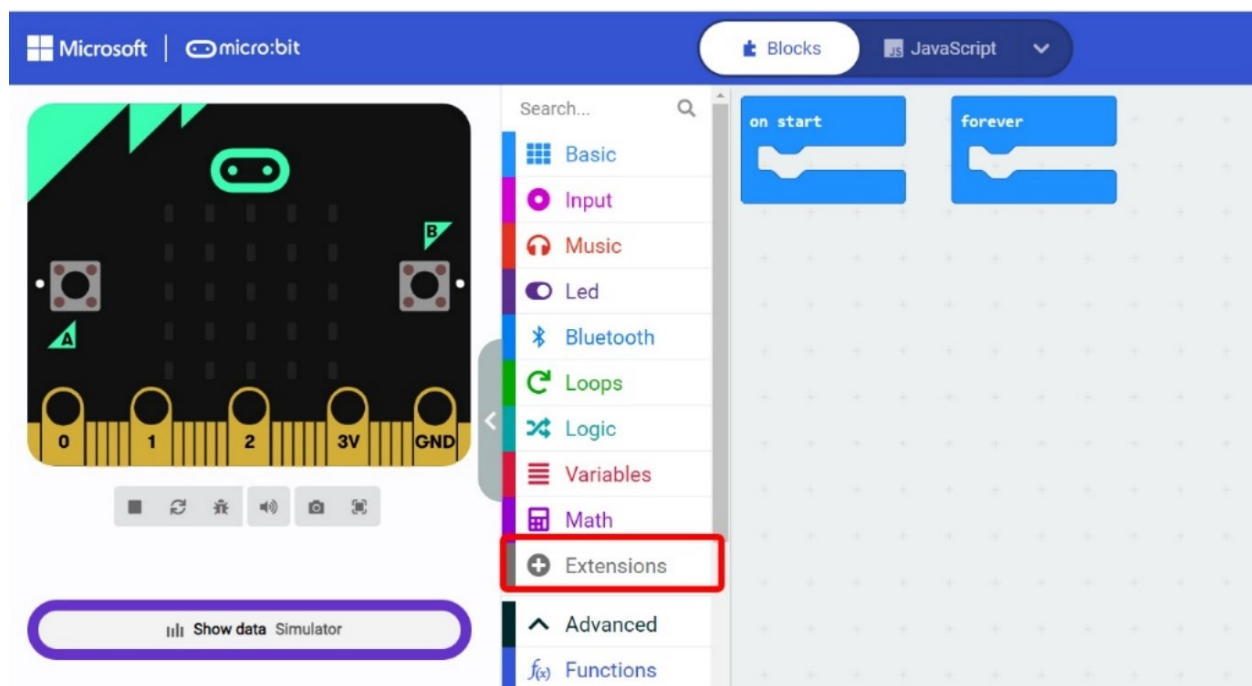 Microsoft micro:bit
Blocks
JS JavaScript
Search...
Basic
Input
Music
Led
Bluetooth
Loops
Logic
Variables
Math
Extensions
Advanced
f(x) Functions
on start
forever
B
A
0 1 2 3V GND
Show data Simulator